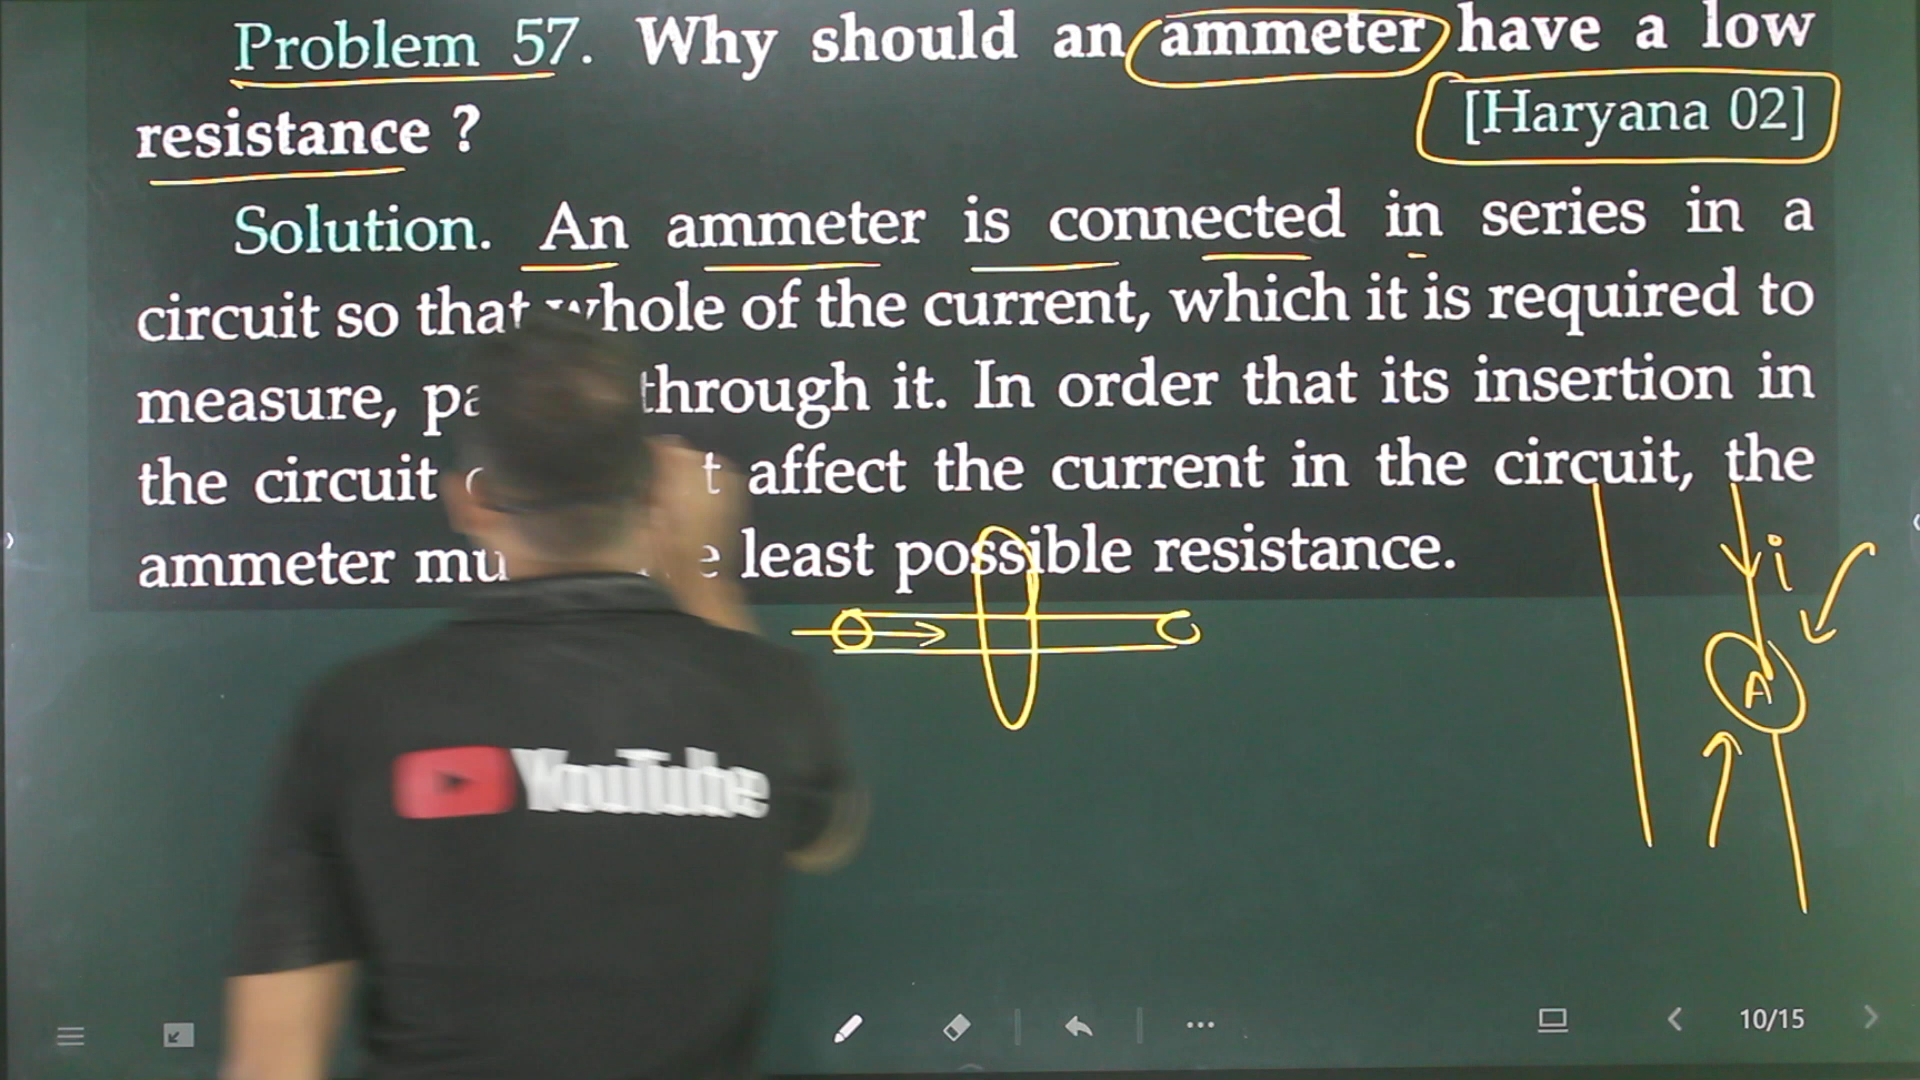 Problem 57. Why should an ammeter have a low
resistance ? [Haryana 02]
Solution. An ammeter is connected in series in a
circuit so that whole of the current, which it is required to
measure, through it. In order that its insertion in
the circuit affect the current in the circuit, the
ammeter least possible resistance.
i
A
YouTube
10/15